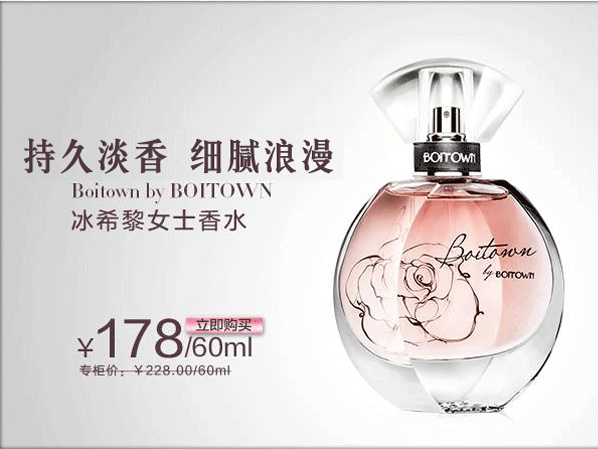 持久淡香 细腻浪漫
Boitown by BOITOWN
冰希黎女士香水
¥178/60ml
立即购买
专柜价：¥228.00/60ml
BOITOWN
Boitown
by BOITOWN